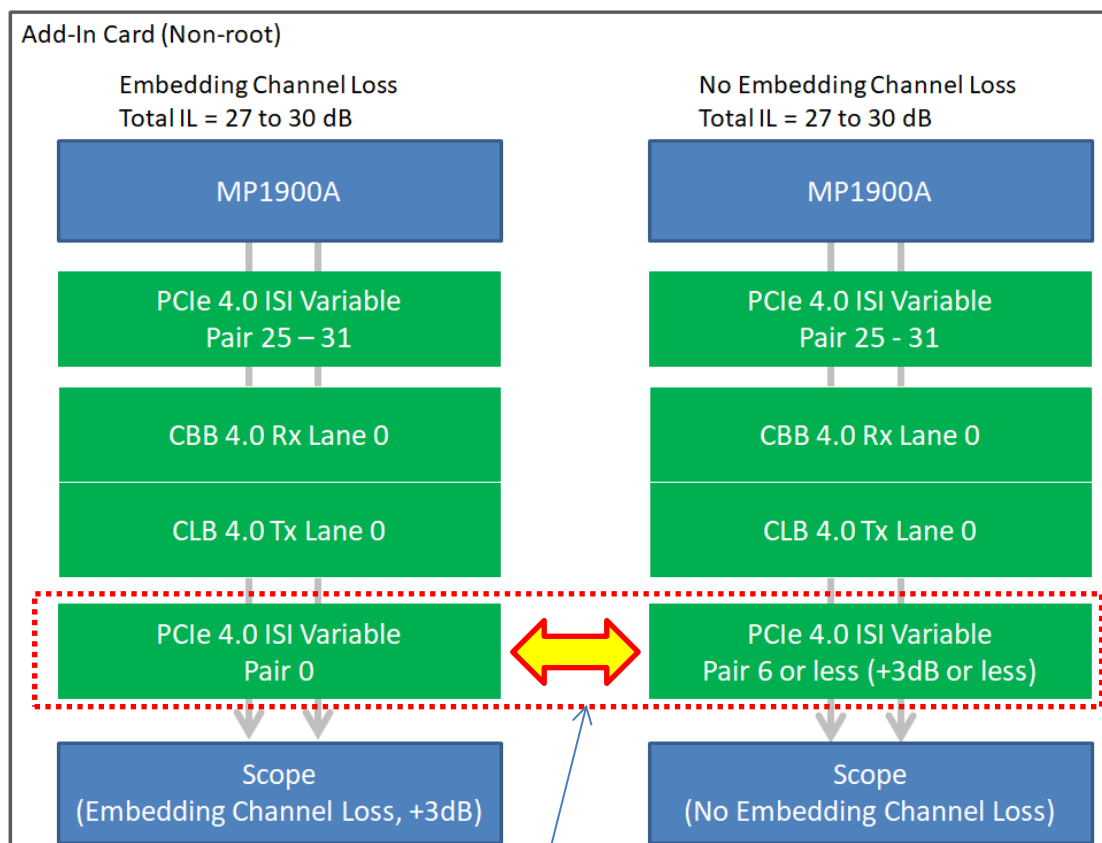 Add-In Card (Non-root)
Embedding Channel Loss
Total IL = 27 to 30 dB
MP1900A
PCIe 4.0 ISI Variable
Pair 25 – 31
CBB 4.0 Rx Lane 0
CLB 4.0 Tx Lane 0
PCIe 4.0 ISI Variable
Pair 0
Scope
(Embedding Channel Loss, +3dB)
No Embedding Channel Loss
Total IL = 27 to 30 dB
MP1900A
PCIe 4.0 ISI Variable
Pair 25 - 31
CBB 4.0 Rx Lane 0
CLB 4.0 Tx Lane 0
PCIe 4.0 ISI Variable
Pair 6 or less (+3dB or less)
Scope
(No Embedding Channel Loss)